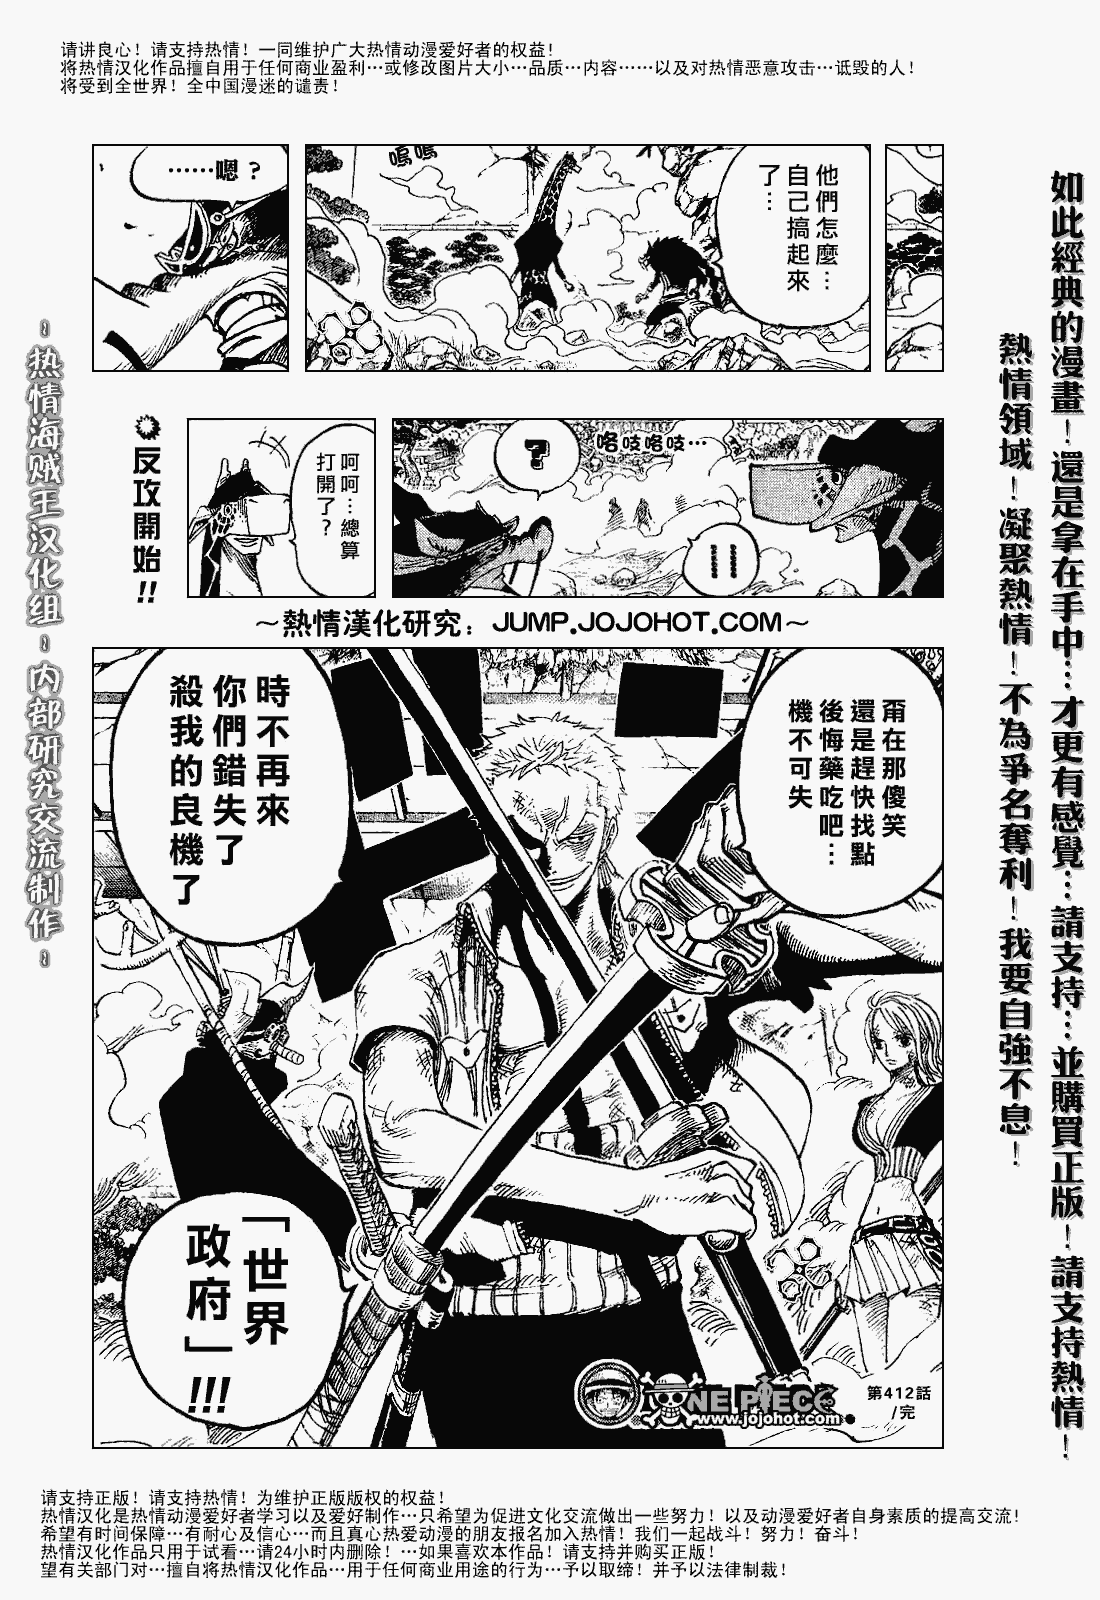 请讲良心！请支持热情！一同维护广大热情动漫爱好者的权益！
将热情汉化作品擅自用于任何商业盈利…或修改图片大小…品质…内容……以及对热情恶意攻击…诋毁的人！
将受到全世界！全中国漫迷的谴责！
如此經典的漫畫！還是拿在手中…才更有感覺…請支持…並購買正版！請支持熱情！
熱情領域！凝聚熱情！不為爭名奪利！我要自強不息！
他們怎麼…
自己搞起來
了…
嗚嗚
……嗯？
咯吱咯吱…
？
!!!!
呵呵…總算
打開了？
反攻開始!!
～熱情漢化研究：JUMP.JOJOHOT.COM～
甭在那傻笑
還是趕快找點
後悔藥吃吧…
機不可失
時不再來
你們錯失了
殺我的良機了
「世界
政府」
!!!
ONE PIECE
www.jojohot.com
第412話
/完
~热情海贼王汉化组~内部研究交流制作~
请支持正版！请支持热情！为维护正版版权的权益！
热情汉化是热情动漫爱好者学习以及爱好制作…只希望为促进文化交流做出一些努力！以及动漫爱好者自身素质的提高交流！
希望有时间保障…有耐心及信心…而且真心热爱动漫的朋友报名加入热情！我们一起战斗！努力！奋斗！
热情汉化作品只用于试看…请24小时内删除！…如果喜欢本作品！请支持并购买正版！
望有关部门对…擅自将热情汉化作品…用于任何商业用途的行为…予以取缔！并予以法律制裁！